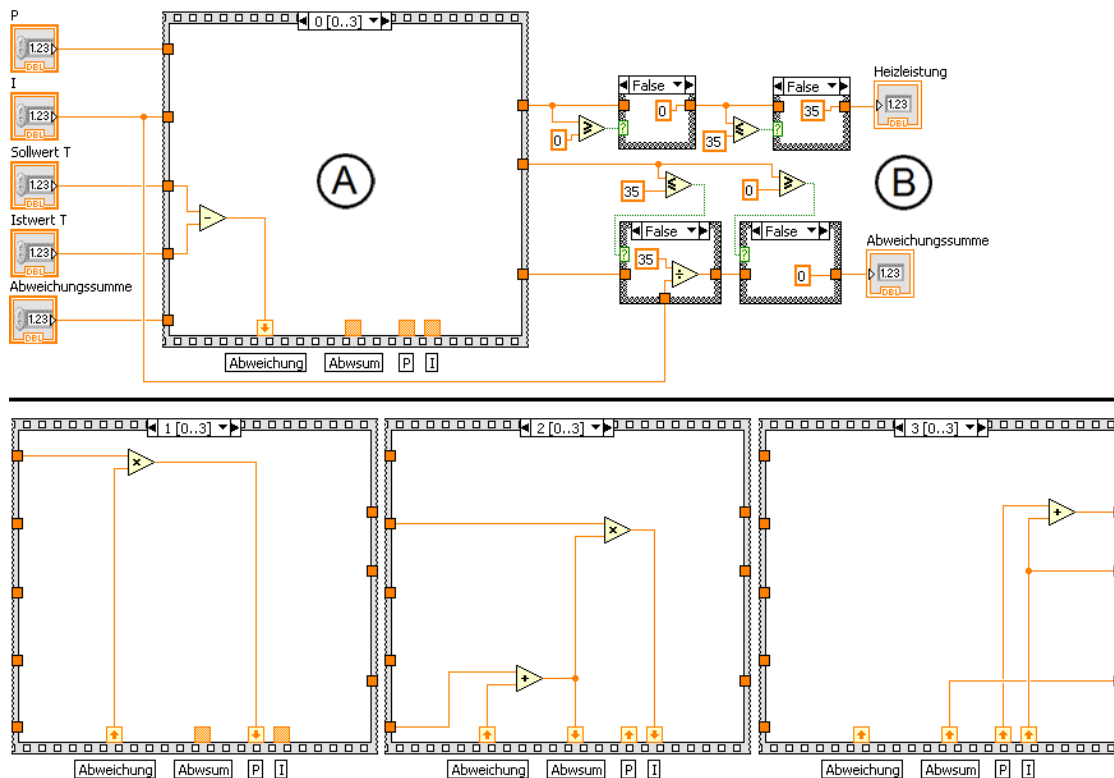 P
1.23
DBL
I
1.23
DBL
Sollwert T
1.23
DBL
Istwert T
1.23
DBL
Abweichungssumme
1.23
DBL
0 [0..3]
A
Abweichung Abwsum P I
False
False
Heizleistung
0
35
1.23
DBL
≥
?
≤
?
0
35
B
≤
≥
35
0
False
False
Abweichungssumme
?
35
?
÷
0
1.23
DBL
-
1 [0..3]
×
Abweichung Abwsum P I
2 [0..3]
×
+
Abweichung Abwsum P I
3 [0..3]
+
Abweichung Abwsum P I